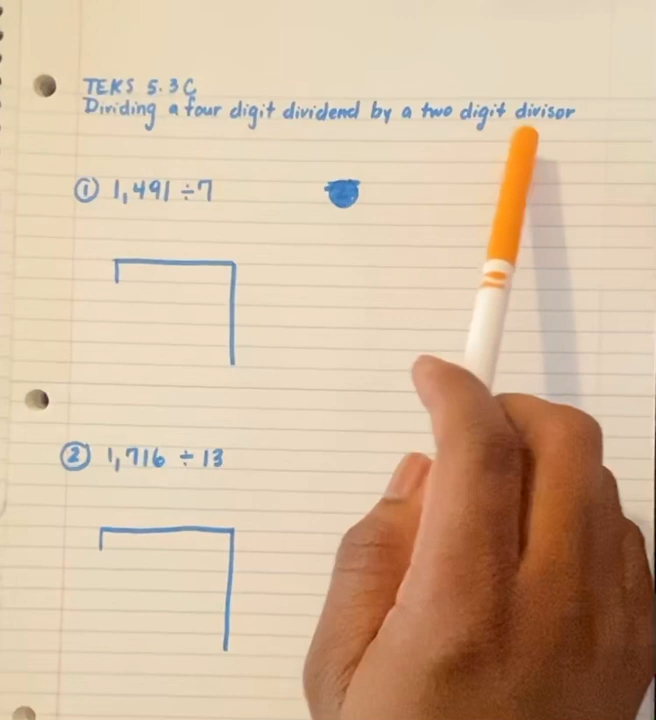 TEKS 5.3C
Dividing a four digit dividend by a two digit divisor
① 1,491 ÷ 7
② 1,716 ÷ 13